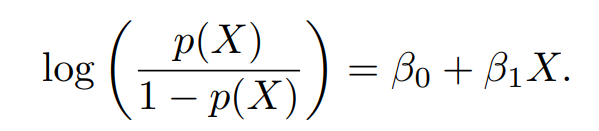 log ( p(X) / (1 − p(X)) ) = β₀ + β₁X.